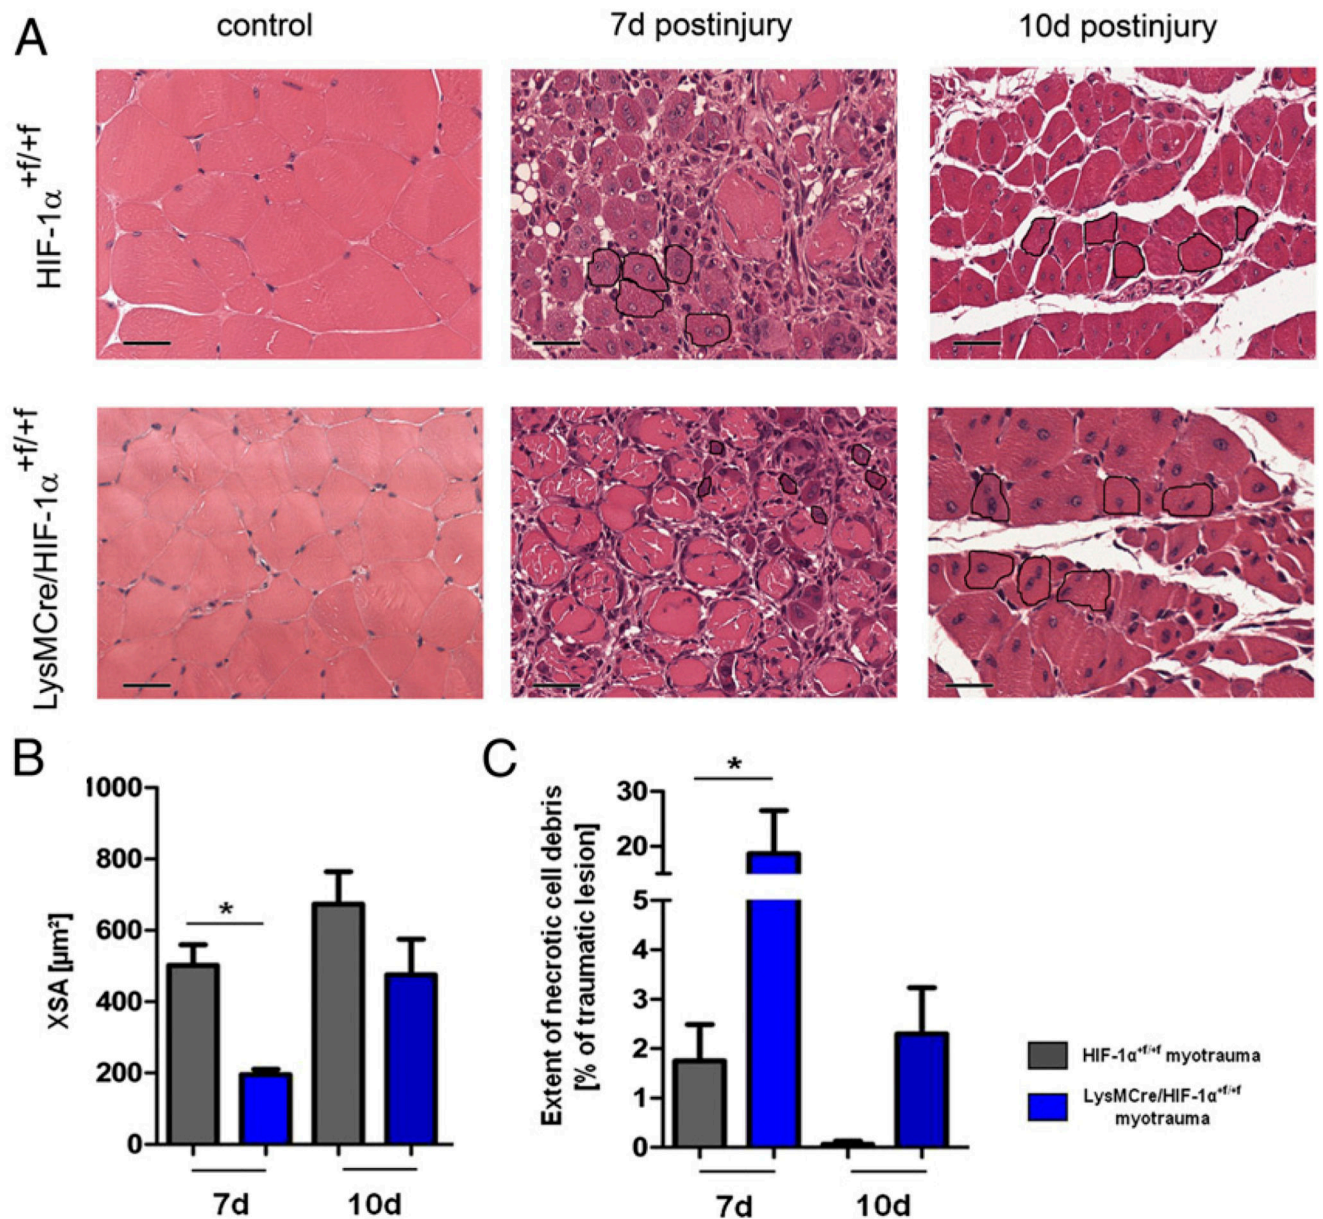 A
control
7d postinjury
10d postinjury
HIF-1α+f/+f
LysMCre/HIF-1α+f/+f
B
XSA [µm²]
1000
800
600
400
200
0
*
7d
10d
C
Extent of necrotic cell debris
[% of traumatic lesion]
30
20
5
4
3
2
1
0
*
7d
10d
HIF-1α+f/+f myotrauma
LysMCre/HIF-1α+f/+f
myotrauma